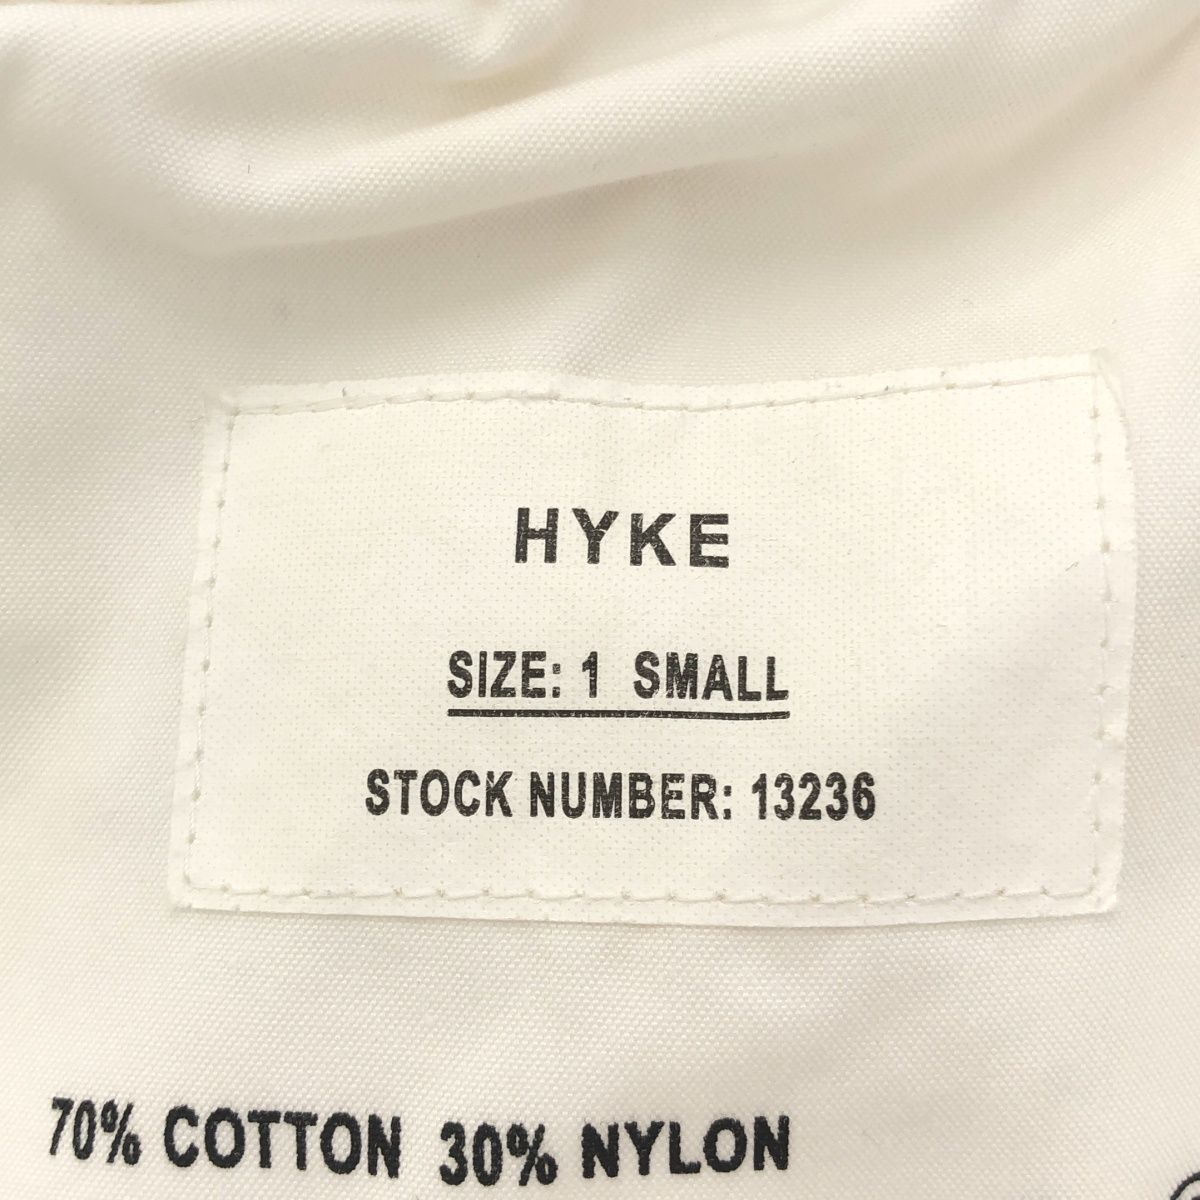 HYKE
SIZE: 1 SMALL
STOCK NUMBER: 13236
70% COTTON 30% NYLON